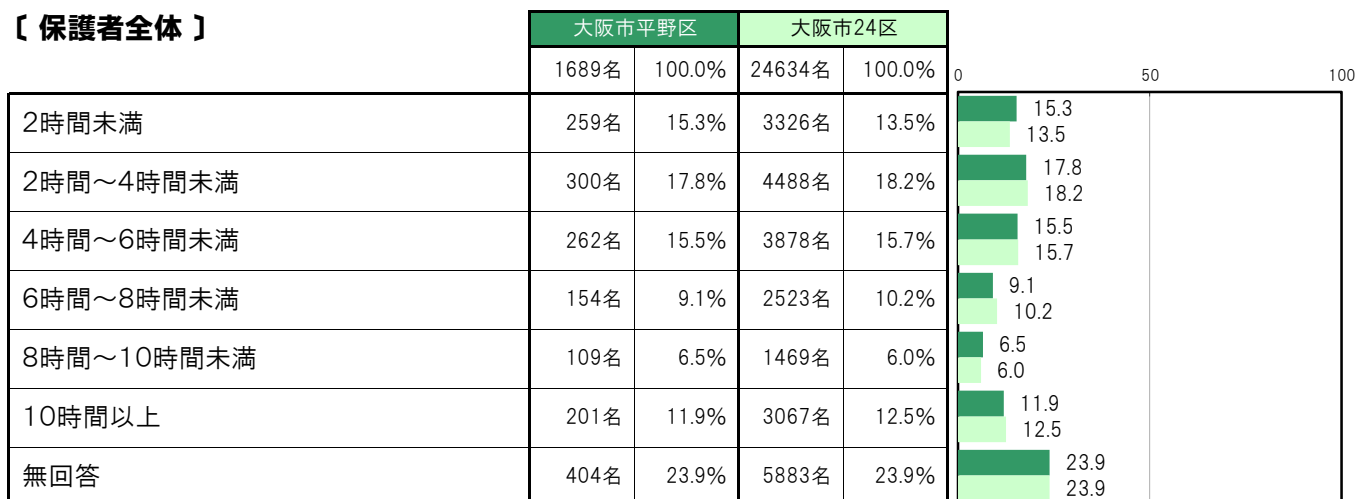 〔 保護者全体 〕
大阪市平野区 大阪市24区
1689名 100.0% 24634名 100.0% 0 50 100
2時間未満 259名 15.3% 3326名 13.5% 15.3
13.5
2時間～4時間未満 300名 17.8% 4488名 18.2% 17.8
18.2
4時間～6時間未満 262名 15.5% 3878名 15.7% 15.5
15.7
6時間～8時間未満 154名 9.1% 2523名 10.2% 9.1
10.2
8時間～10時間未満 109名 6.5% 1469名 6.0% 6.5
6.0
10時間以上 201名 11.9% 3067名 12.5% 11.9
12.5
無回答 404名 23.9% 5883名 23.9% 23.9
23.9